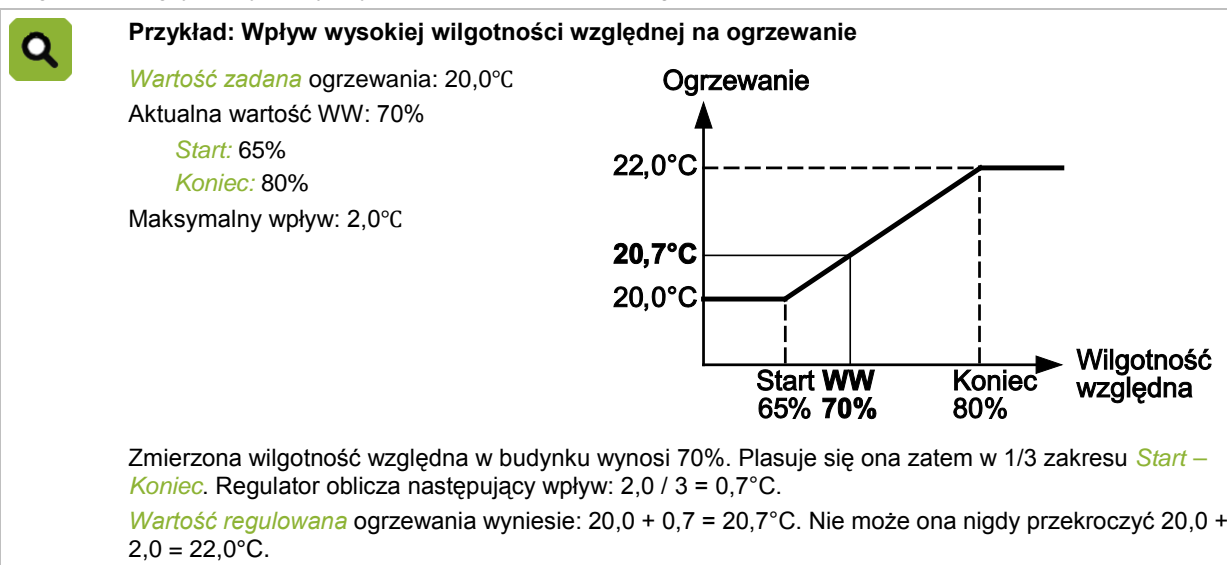 Przykład: Wpływ wysokiej wilgotności względnej na ogrzewanie
Wartość zadana ogrzewania: 20,0°C
Aktualna wartość WW: 70%
Start: 65%
Koniec: 80%
Maksymalny wpływ: 2,0°C
Ogrzewanie
22,0°C
20,7°C
20,0°C
Start WW Koniec
65% 70% 80%
Wilgotność
względna
Zmierzona wilgotność względna w budynku wynosi 70%. Plasuje się ona zatem w 1/3 zakresu Start –
Koniec. Regulator oblicza następujący wpływ: 2,0 / 3 = 0,7°C.
Wartość regulowana ogrzewania wyniesie: 20,0 + 0,7 = 20,7°C. Nie może ona nigdy przekroczyć 20,0 +
2,0 = 22,0°C.